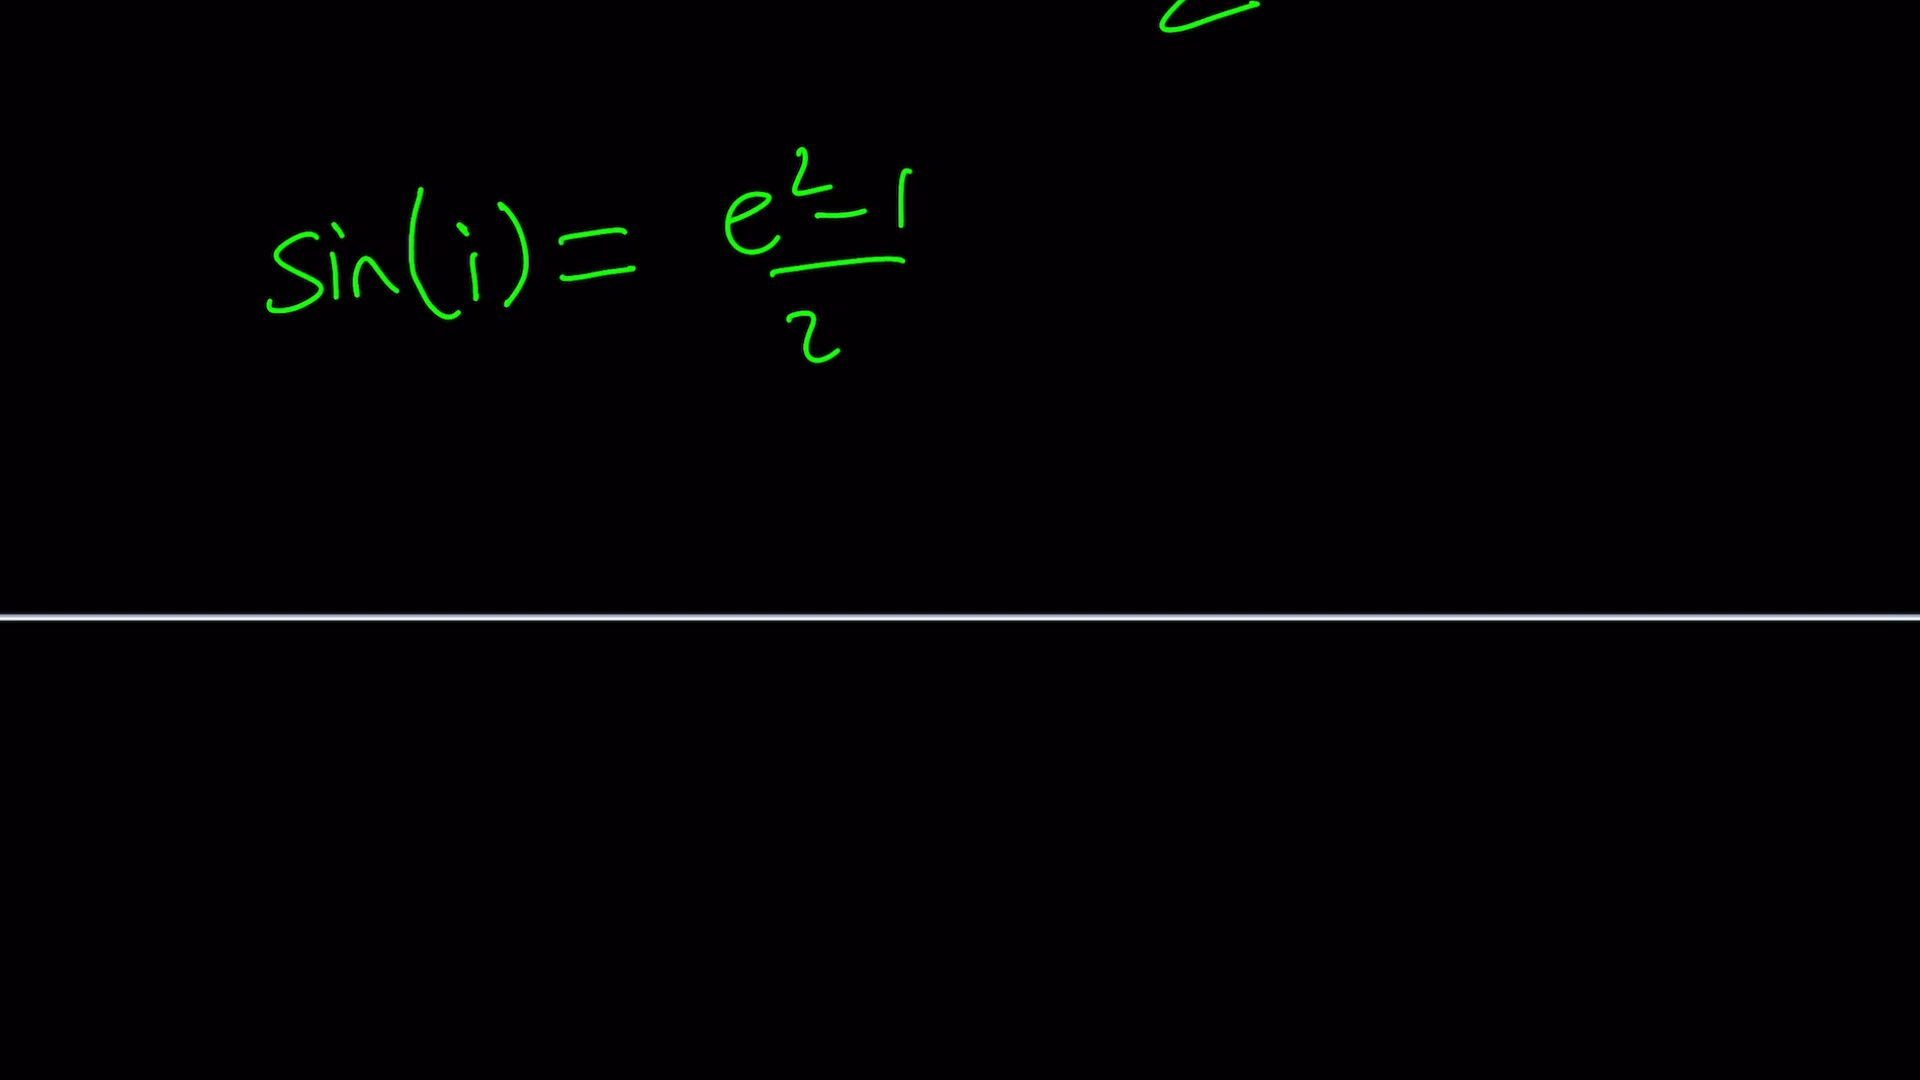 sin(i) = e²-1
2